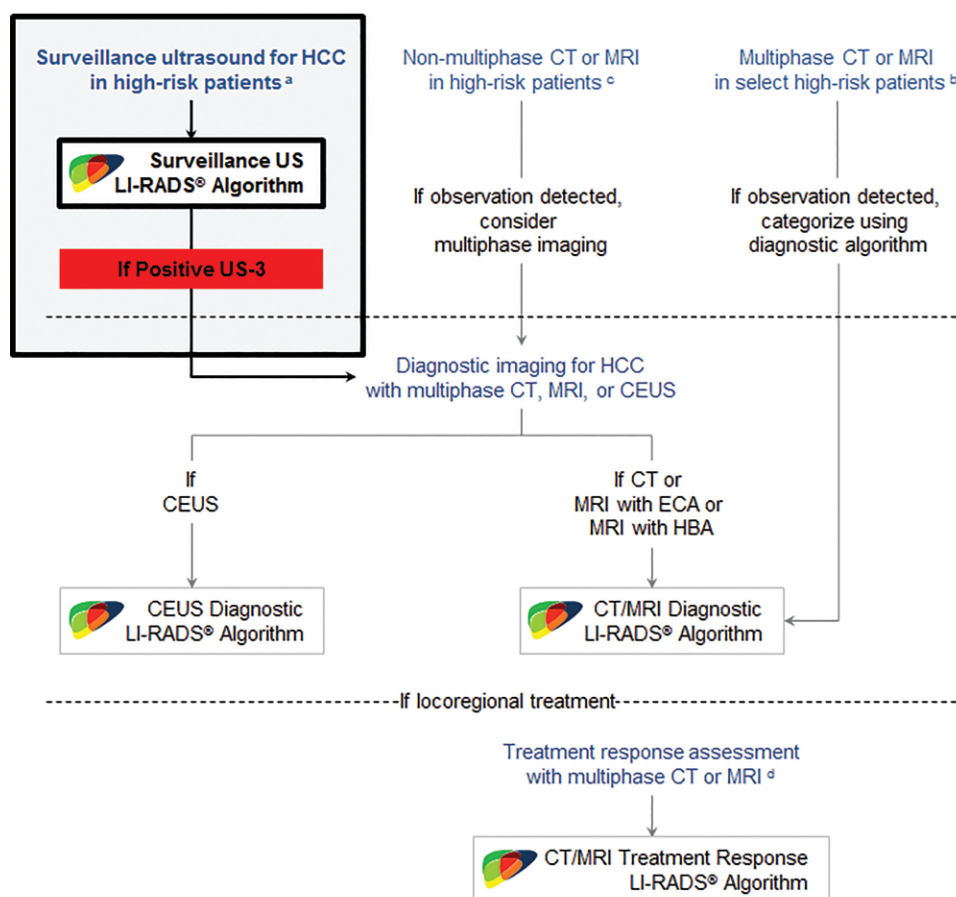 Surveillance ultrasound for HCC
in high-risk patients a
Non-multiphase CT or MRI
in high-risk patients c
Multiphase CT or MRI
in select high-risk patients b
Surveillance US
LI-RADS® Algorithm
If observation detected,
consider
multiphase imaging
If observation detected,
categorize using
diagnostic algorithm
If Positive US-3
Diagnostic imaging for HCC
with multiphase CT, MRI, or CEUS
If
CEUS
If CT or
MRI with ECA or
MRI with HBA
CEUS Diagnostic
LI-RADS® Algorithm
CT/MRI Diagnostic
LI-RADS® Algorithm
If locoregional treatment
Treatment response assessment
with multiphase CT or MRI d
CT/MRI Treatment Response
LI-RADS® Algorithm